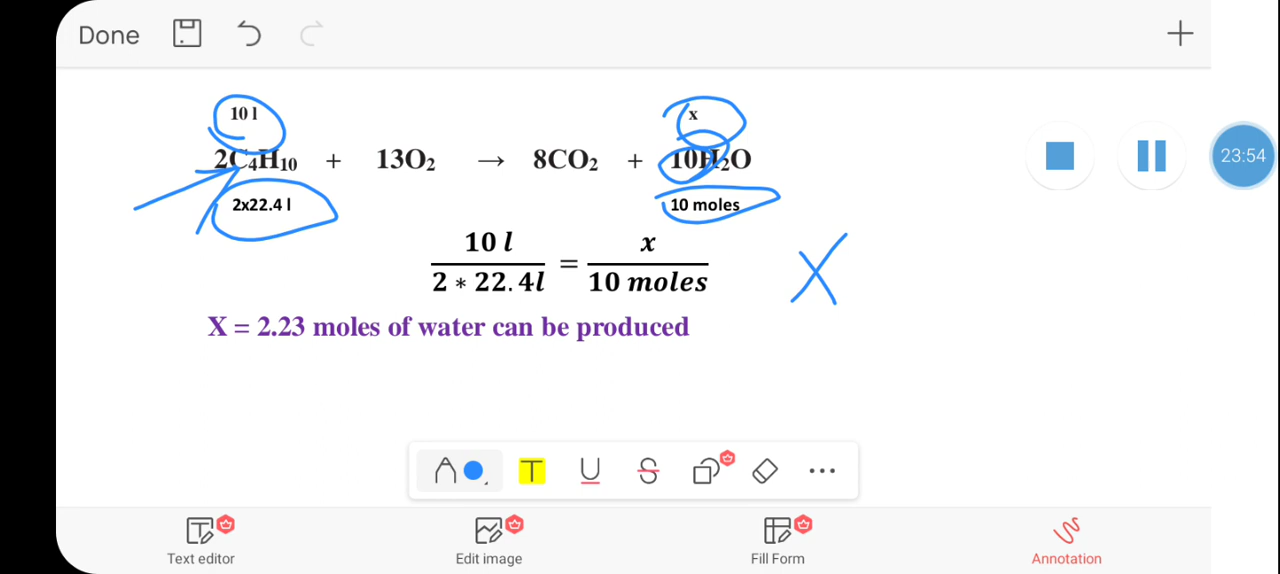 Done
10 l x
2C₄H₁₀ + 13O₂ → 8CO₂ + 10H₂O
23:54
2x22.4 l 10 moles
10 l / 2 * 22.4l = x / 10 moles
X
X = 2.23 moles of water can be produced
T
U
S
Text editor
Edit image
Fill Form
Annotation